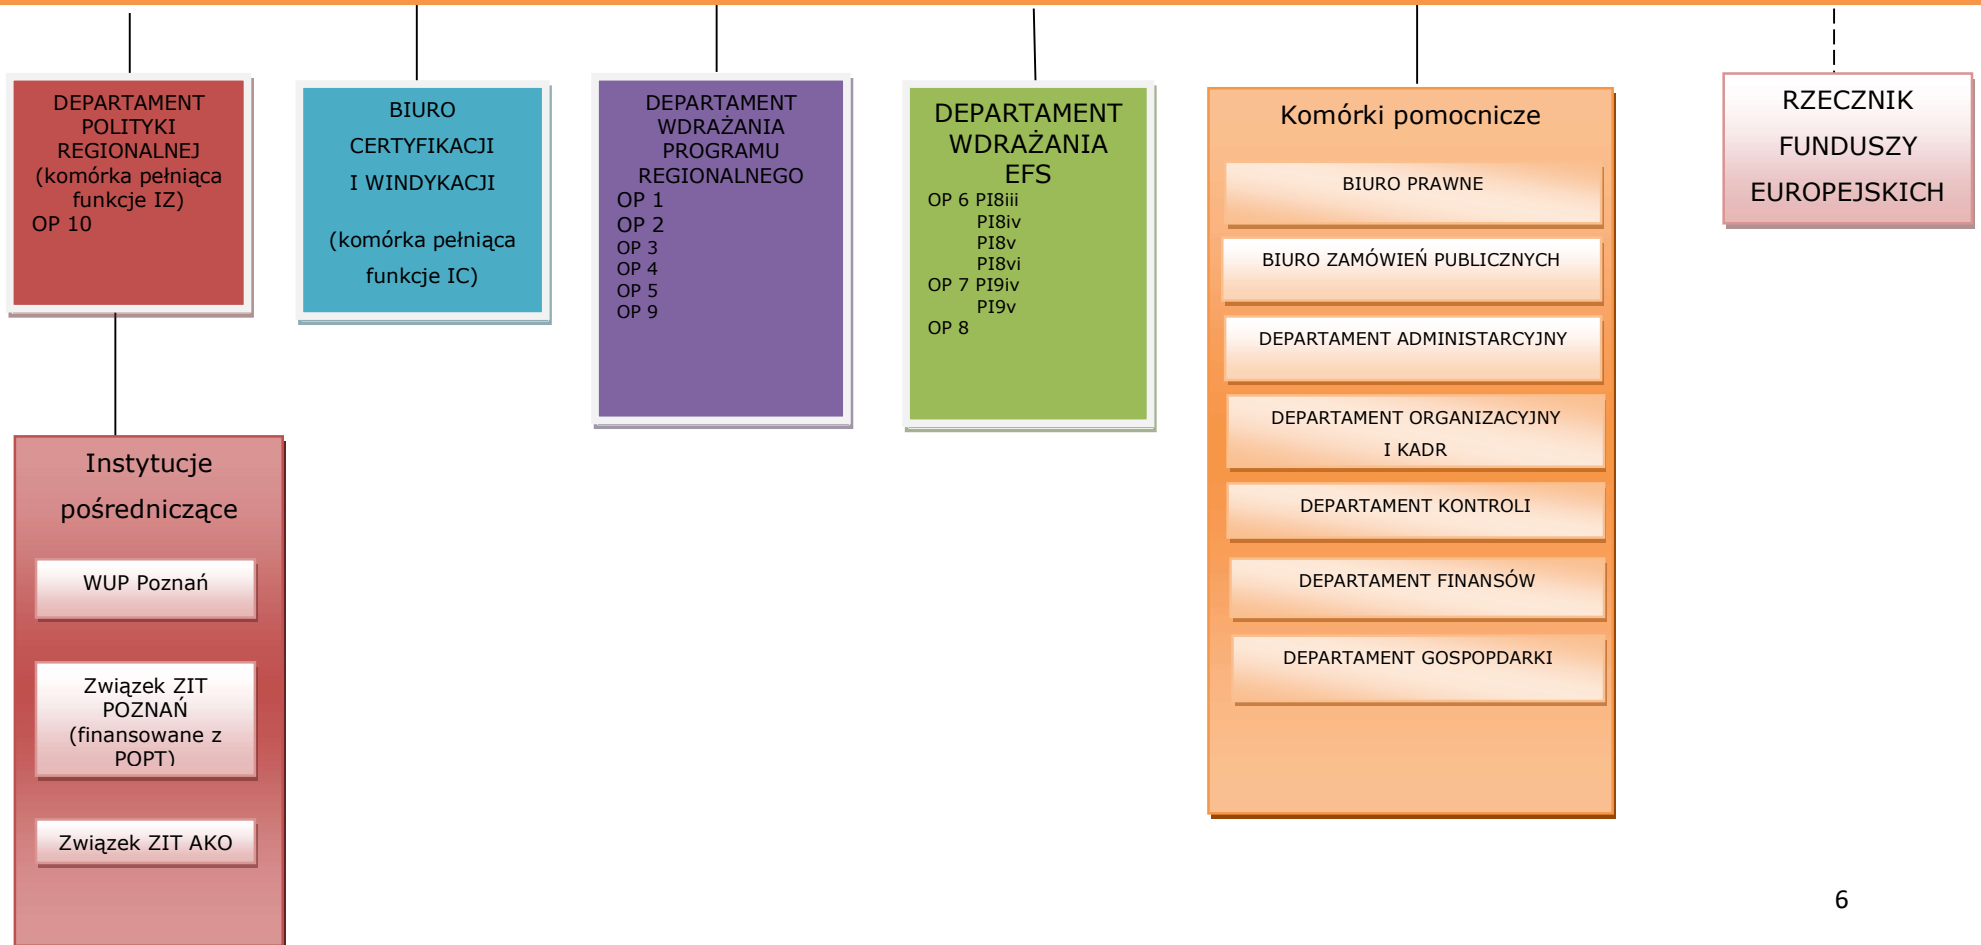 DEPARTAMENT
POLITYKI
REGIONALNEJ
(komórka pełniąca
funkcje IZ)
OP 10
BIURO
CERTYFIKACJI
I WINDYKACJI
(komórka pełniąca
funkcje IC)
DEPARTAMENT
WDRAŻANIA
PROGRAMU
REGIONALNEGO
OP 1
OP 2
OP 3
OP 4
OP 5
OP 9
DEPARTAMENT
WDRAŻANIA
EFS
OP 6 PI8iii
PI8iv
PI8v
PI8vi
OP 7 PI9iv
PI9v
OP 8
Komórki pomocnicze
BIURO PRAWNE
BIURO ZAMÓWIEŃ PUBLICZNYCH
DEPARTAMENT ADMINISTARCYJNY
DEPARTAMENT ORGANIZACYJNY
I KADR
DEPARTAMENT KONTROLI
DEPARTAMENT FINANSÓW
DEPARTAMENT GOSPOPDARKI
RZECZNIK
FUNDUSZY
EUROPEJSKICH
Instytucje
pośredniczące
WUP Poznań
Związek ZIT
POZNAŃ
(finansowane z
POPT)
Związek ZIT AKO
6